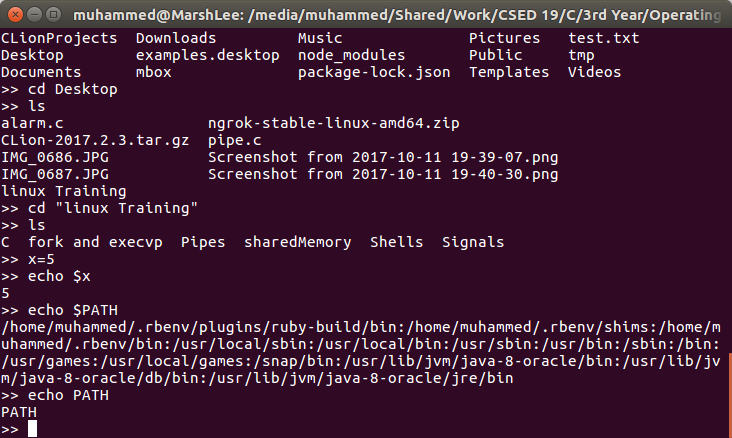 muhammed@MarshLee: /media/muhammed/Shared/Work/CSED 19/C/3rd Year/Operating
CLionProjects Downloads Music Pictures test.txt
Desktop examples.desktop node_modules Public tmp
Documents mbox package-lock.json Templates Videos
>> cd Desktop
>> ls
alarm.c ngrok-stable-linux-amd64.zip
CLion-2017.2.3.tar.gz pipe.c
IMG_0686.JPG Screenshot from 2017-10-11 19-39-07.png
IMG_0687.JPG Screenshot from 2017-10-11 19-40-30.png
linux Training
>> cd "linux Training"
>> ls
C fork and execvp Pipes sharedMemory Shells Signals
>> x=5
>> echo $x
5
>> echo $PATH
/home/muhammed/.rbenv/plugins/ruby-build/bin:/home/muhammed/.rbenv/shims:/home/m
uhammed/.rbenv/bin:/usr/local/sbin:/usr/local/bin:/usr/sbin:/usr/bin:/sbin:/bin:
/usr/games:/usr/local/games:/snap/bin:/usr/lib/jvm/java-8-oracle/bin:/usr/lib/jv
m/java-8-oracle/db/bin:/usr/lib/jvm/java-8-oracle/jre/bin
>> echo PATH
PATH
>>